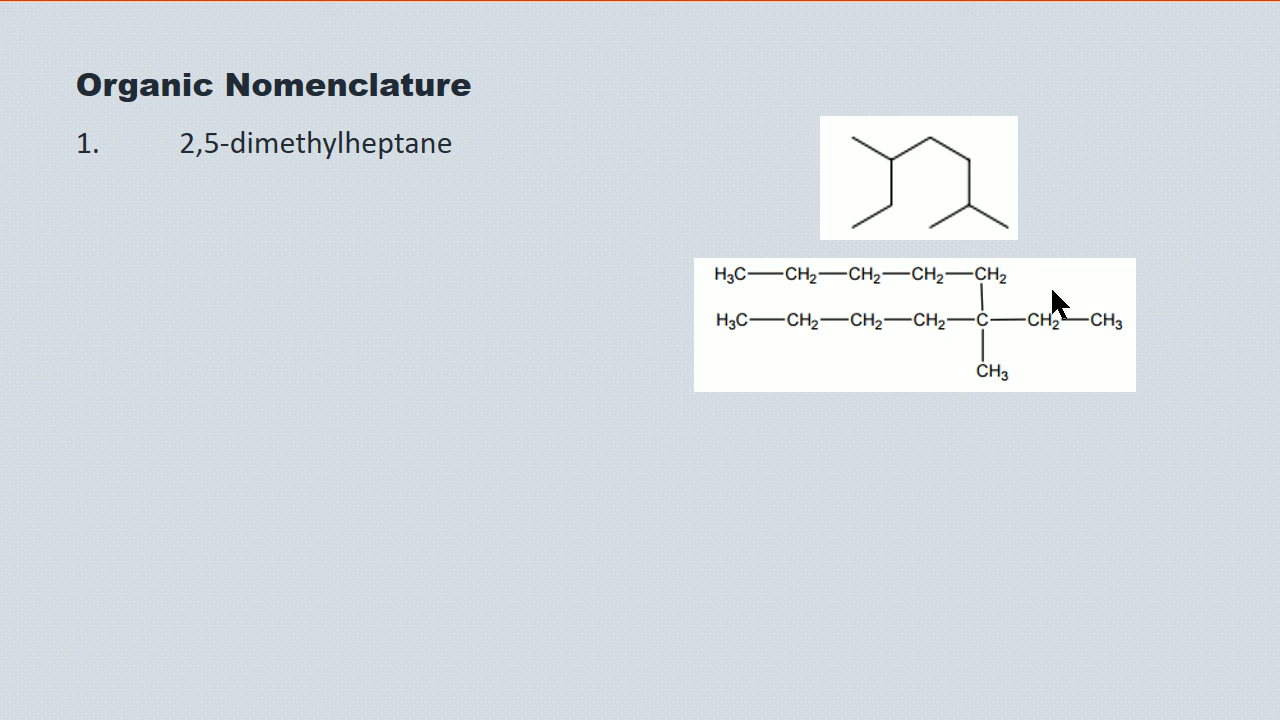 Organic Nomenclature
1. 2,5-dimethylheptane
H₃C—CH₂—CH₂—CH₂—CH₂
H₃C—CH₂—CH₂—CH₂—C—CH₂—CH₃
CH₃